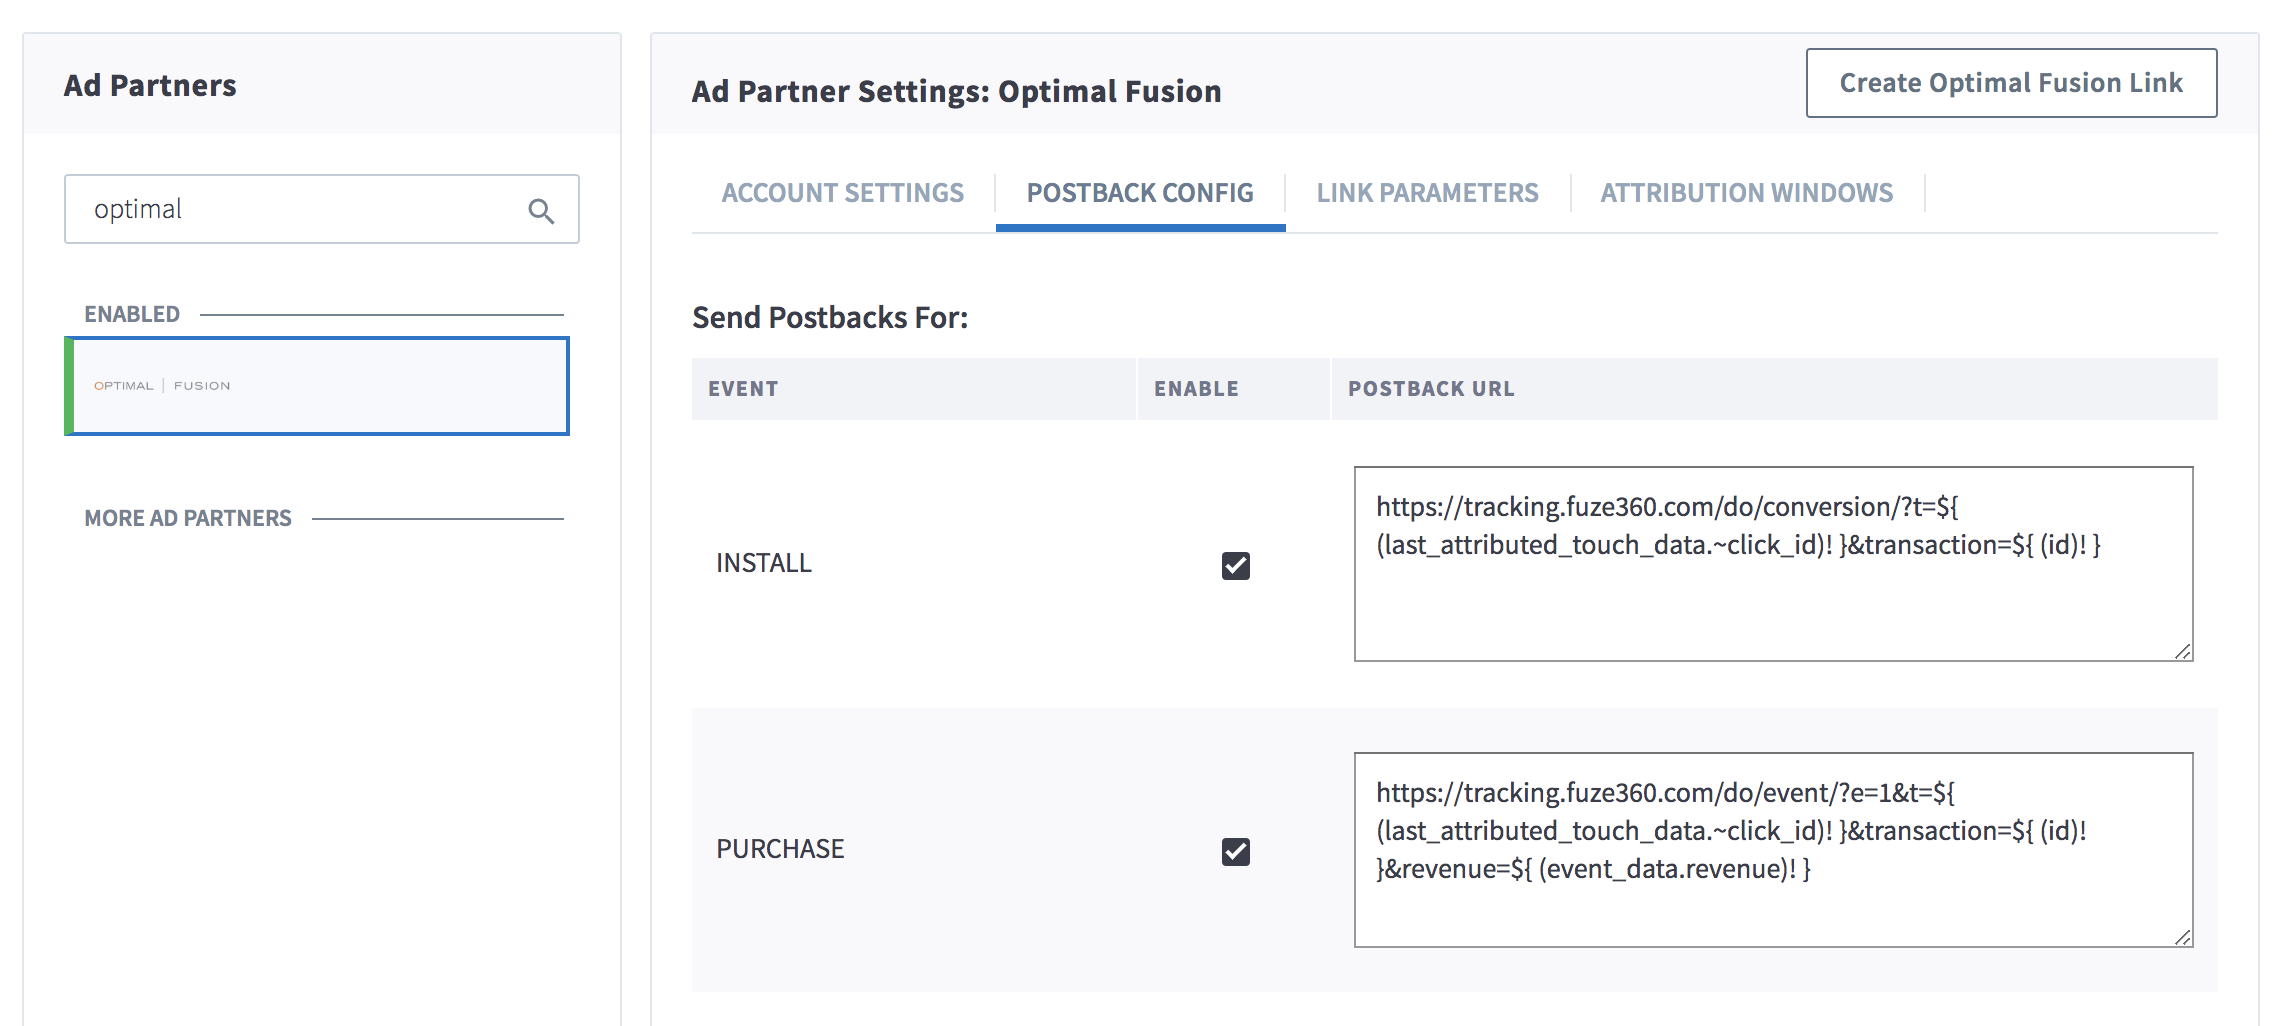 Ad Partners
optimal
ENABLED
OPTIMAL | FUSION
MORE AD PARTNERS
Ad Partner Settings: Optimal Fusion
Create Optimal Fusion Link
ACCOUNT SETTINGS
POSTBACK CONFIG
LINK PARAMETERS
ATTRIBUTION WINDOWS
Send Postbacks For:
EVENT
ENABLE
POSTBACK URL
INSTALL
https://tracking.fuze360.com/do/conversion/?t=${
(last_attributed_touch_data.~click_id)! }&transaction=${ (id)! }
PURCHASE
https://tracking.fuze360.com/do/event/?e=1&t=${
(last_attributed_touch_data.~click_id)! }&transaction=${ (id)!
}&revenue=${ (event_data.revenue)! }